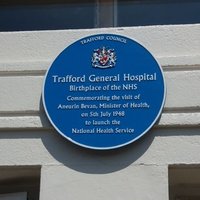 TRAFFORD COUNCIL
Trafford General Hospital
Birthplace of the NHS
Commemorating the visit of
Aneurin Bevan, Minister of Health,
on 5th July 1948
to launch the
National Health Service